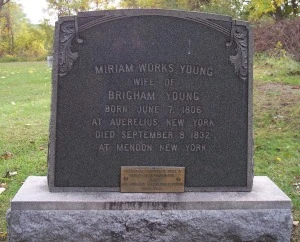 MIRIAM WORKS YOUNG
WIFE OF
BRIGHAM YOUNG
BORN JUNE 7, 1806
AT AUERELIUS, NEW YORK
DIED SEPTEMBER 8, 1832
AT MENDON NEW YORK